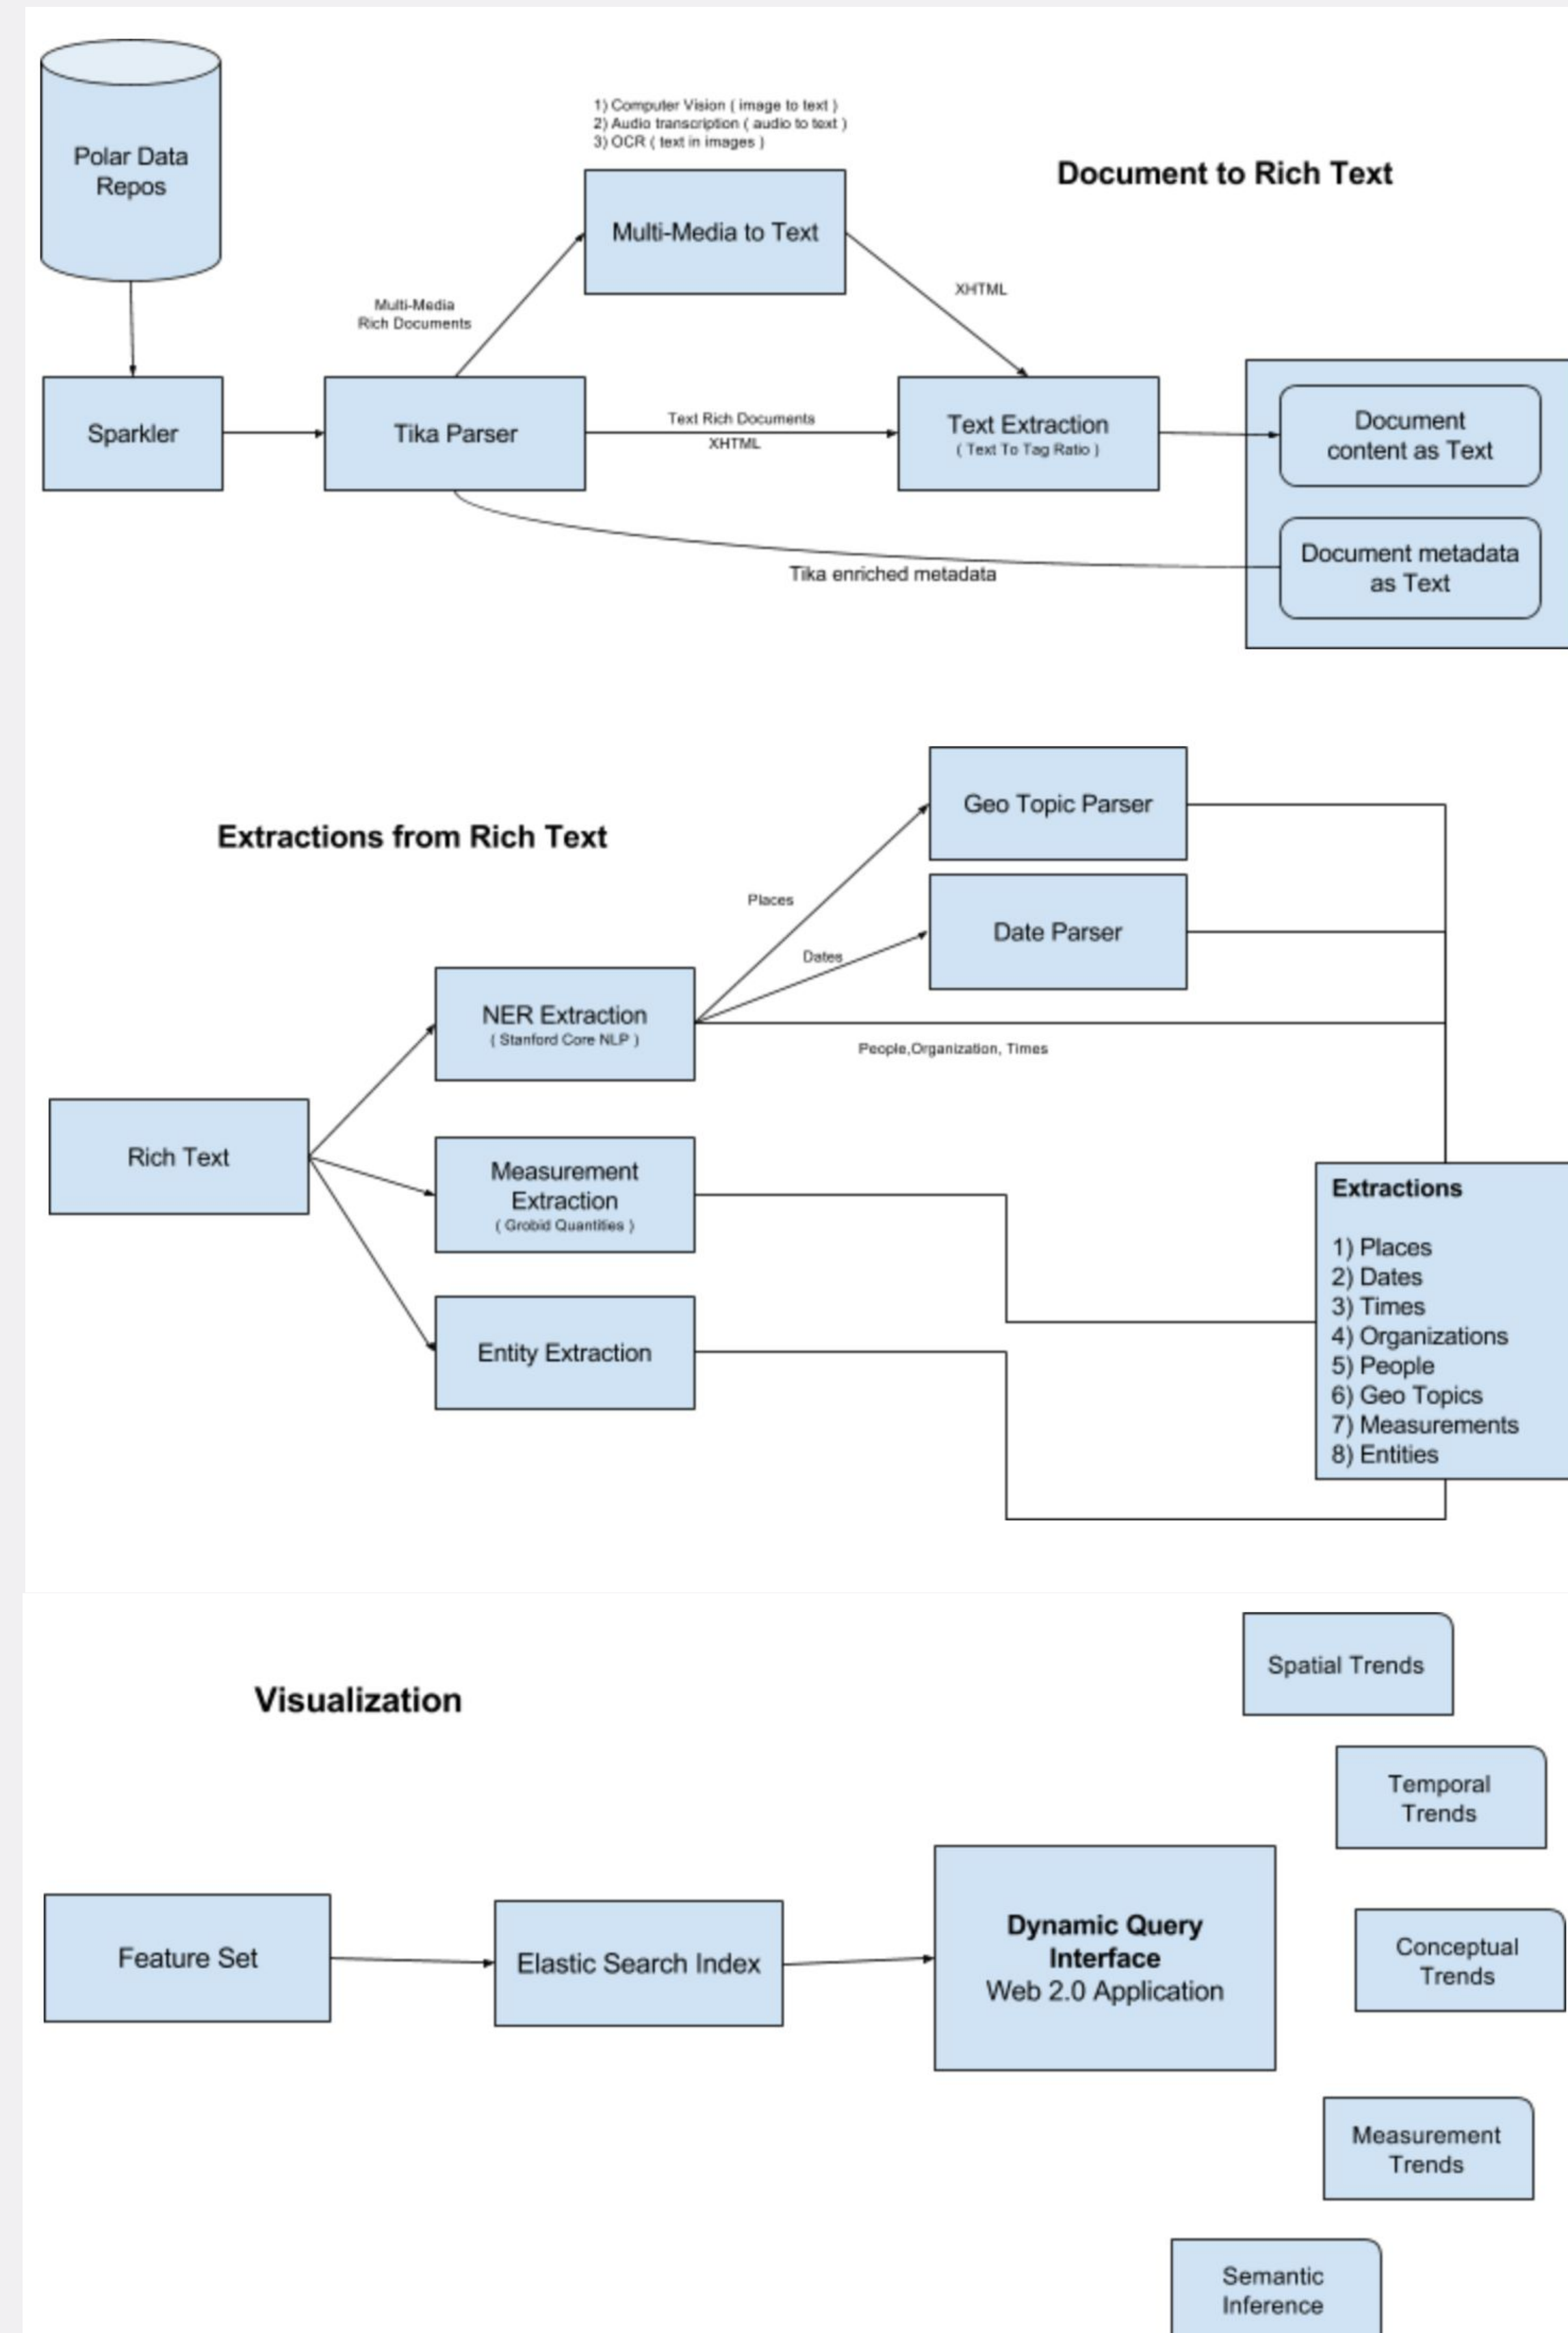 Polar Data
Repos
1) Computer Vision ( image to text )
2) Audio transcription ( audio to text )
3) OCR ( text in images )
Document to Rich Text
Multi-Media to Text
Multi-Media
Rich Documents
XHTML
Sparkler
Tika Parser
Text Rich Documents
XHTML
Text Extraction
( Text To Tag Ratio )
Document
content as Text
Document metadata
as Text
Tika enriched metadata
Extractions from Rich Text
Geo Topic Parser
Places
Date Parser
Dates
NER Extraction
( Stanford Core NLP )
People,Organization, Times
Rich Text
Measurement
Extraction
( Grobid Quantities )
Entity Extraction
Extractions
1) Places
2) Dates
3) Times
4) Organizations
5) People
6) Geo Topics
7) Measurements
8) Entities
Visualization
Spatial Trends
Temporal
Trends
Feature Set
Elastic Search Index
Dynamic Query
Interface
Web 2.0 Application
Conceptual
Trends
Measurement
Trends
Semantic
Inference